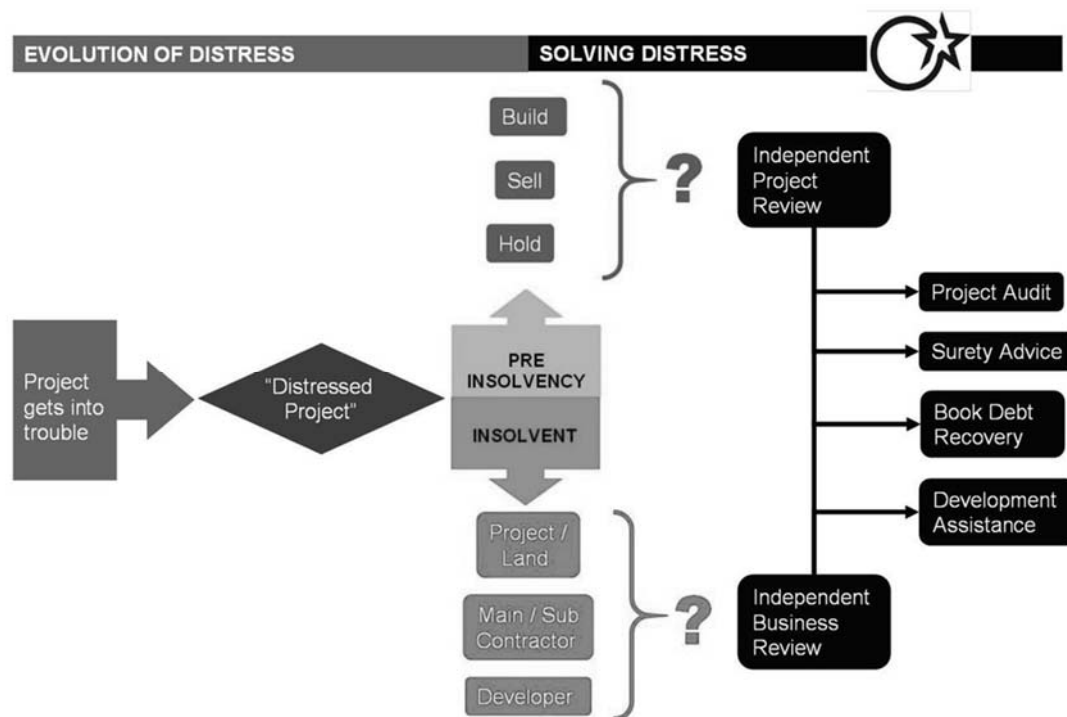 EVOLUTION OF DISTRESS
SOLVING DISTRESS
Build
Sell
Hold
?
Independent
Project
Review
Project Audit
Surety Advice
Book Debt
Recovery
Development
Assistance
Project
gets into
trouble
"Distressed
Project"
PRE
INSOLVENCY
INSOLVENT
Project /
Land
Main / Sub
Contractor
Developer
?
Independent
Business
Review